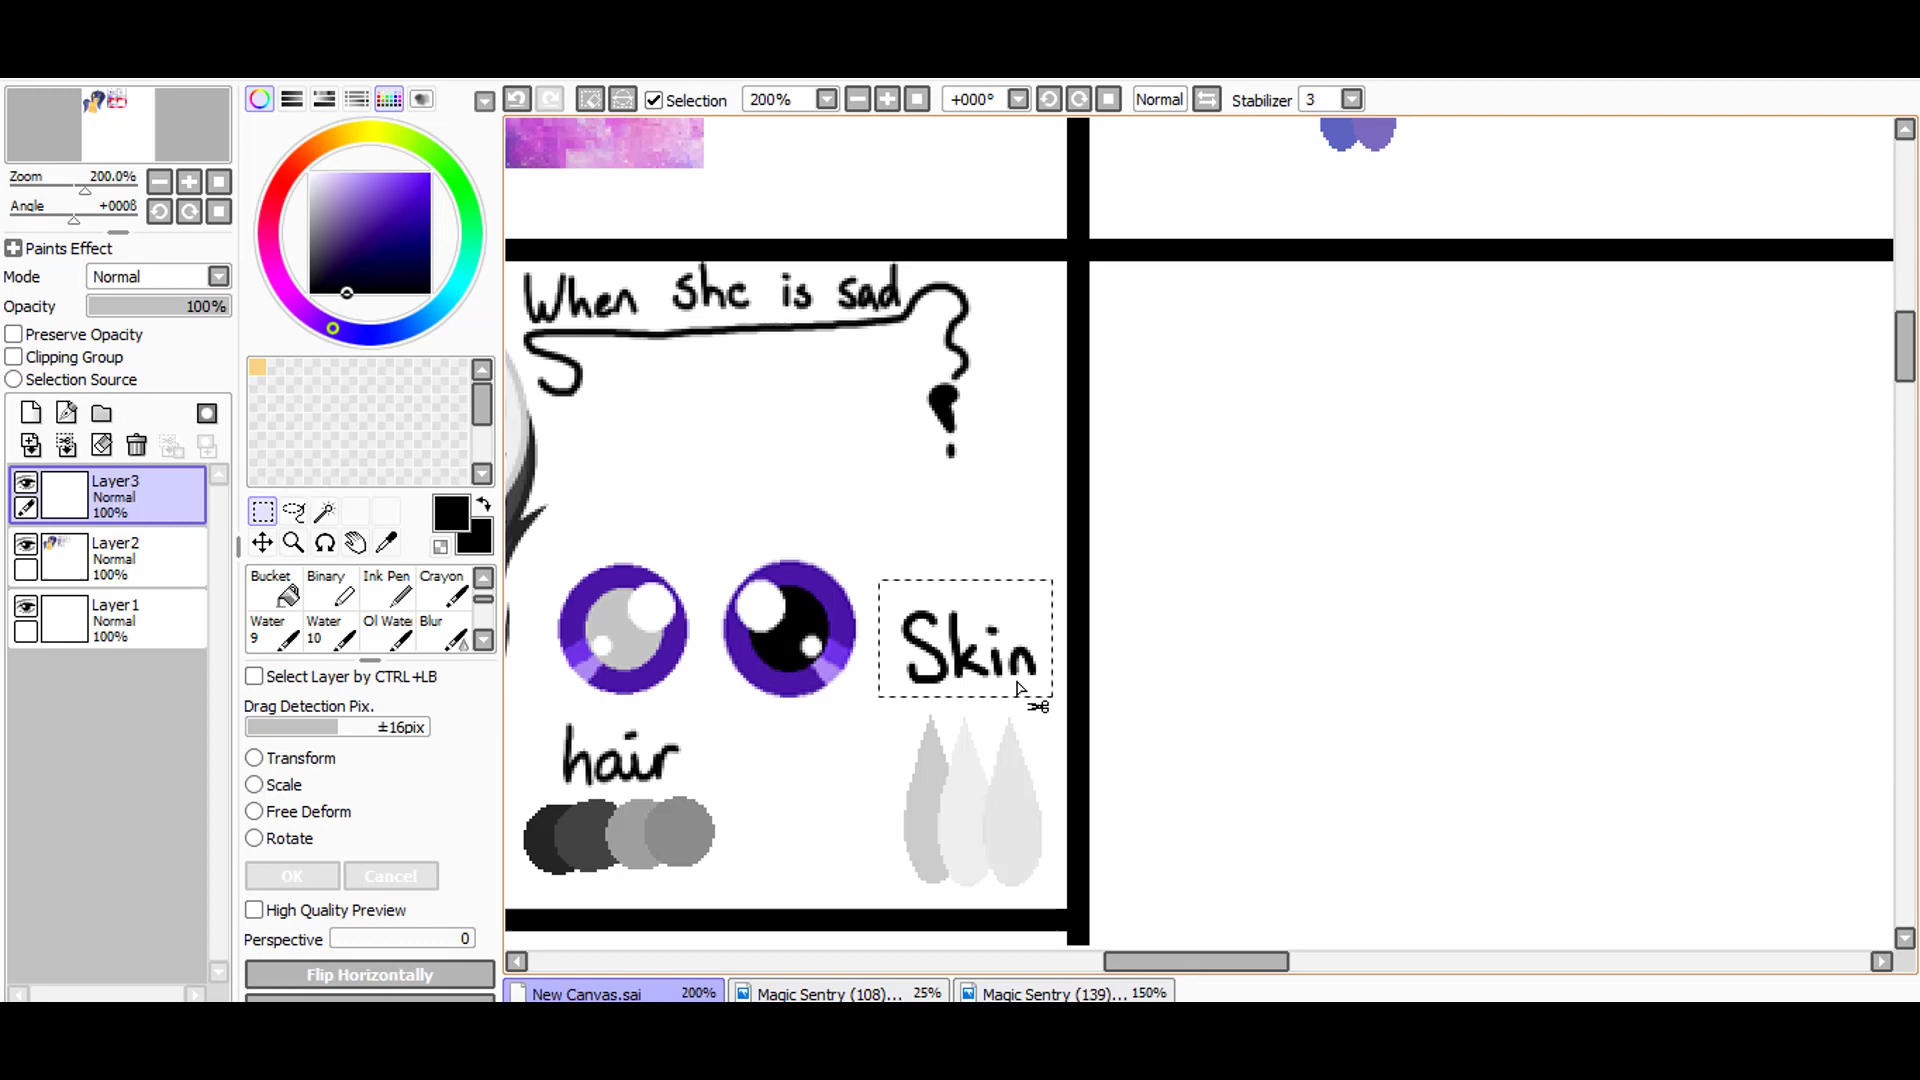 Selection 200% +000° Normal Stabilizer 3
Zoom 200.0%
Angle +0008
Paints Effect
Mode Normal
Opacity 100%
Preserve Opacity
Clipping Group
Selection Source
Layer3
Normal
100%
Layer2
Normal
100%
Layer1
Normal
100%
Bucket Binary Ink Pen Crayon
Water 9 Water 10 Ol Wate Blur
Select Layer by CTRL+LB
Drag Detection Pix.
±16pix
Transform
Scale
Free Deform
Rotate
OK Cancel
High Quality Preview
Perspective 0
Flip Horizontally
When she is sad
Skin
hair
New Canvas.sai 200% Magic Sentry (108)... 25% Magic Sentry (139)... 150%